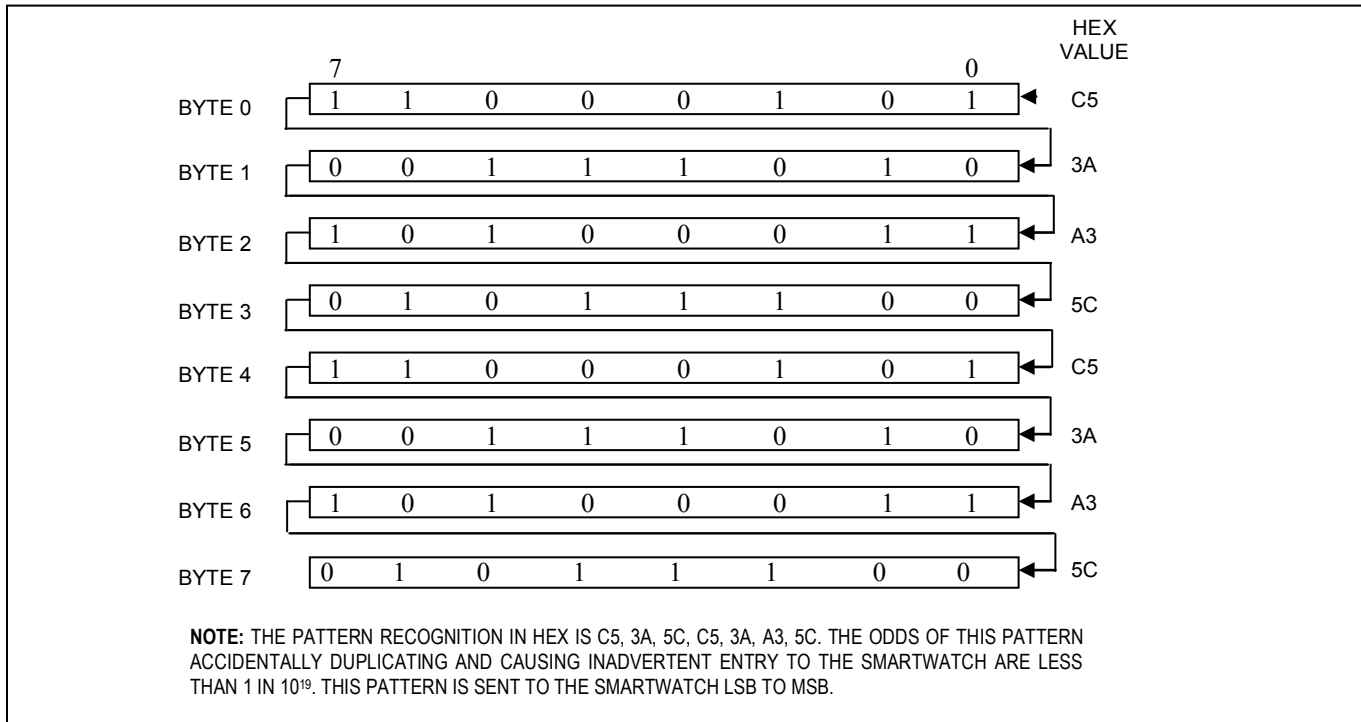 HEX
VALUE
7 0
BYTE 0 1 1 0 0 0 1 0 1 C5
BYTE 1 0 0 1 1 1 0 1 0 3A
BYTE 2 1 0 1 0 0 0 1 1 A3
BYTE 3 0 1 0 1 1 1 0 0 5C
BYTE 4 1 1 0 0 0 1 0 1 C5
BYTE 5 0 0 1 1 1 0 1 0 3A
BYTE 6 1 0 1 0 0 0 1 1 A3
BYTE 7 0 1 0 1 1 1 0 0 5C
NOTE: THE PATTERN RECOGNITION IN HEX IS C5, 3A, 5C, C5, 3A, A3, 5C. THE ODDS OF THIS PATTERN
ACCIDENTALLY DUPLICATING AND CAUSING INADVERTENT ENTRY TO THE SMARTWATCH ARE LESS
THAN 1 IN 10¹⁹. THIS PATTERN IS SENT TO THE SMARTWATCH LSB TO MSB.